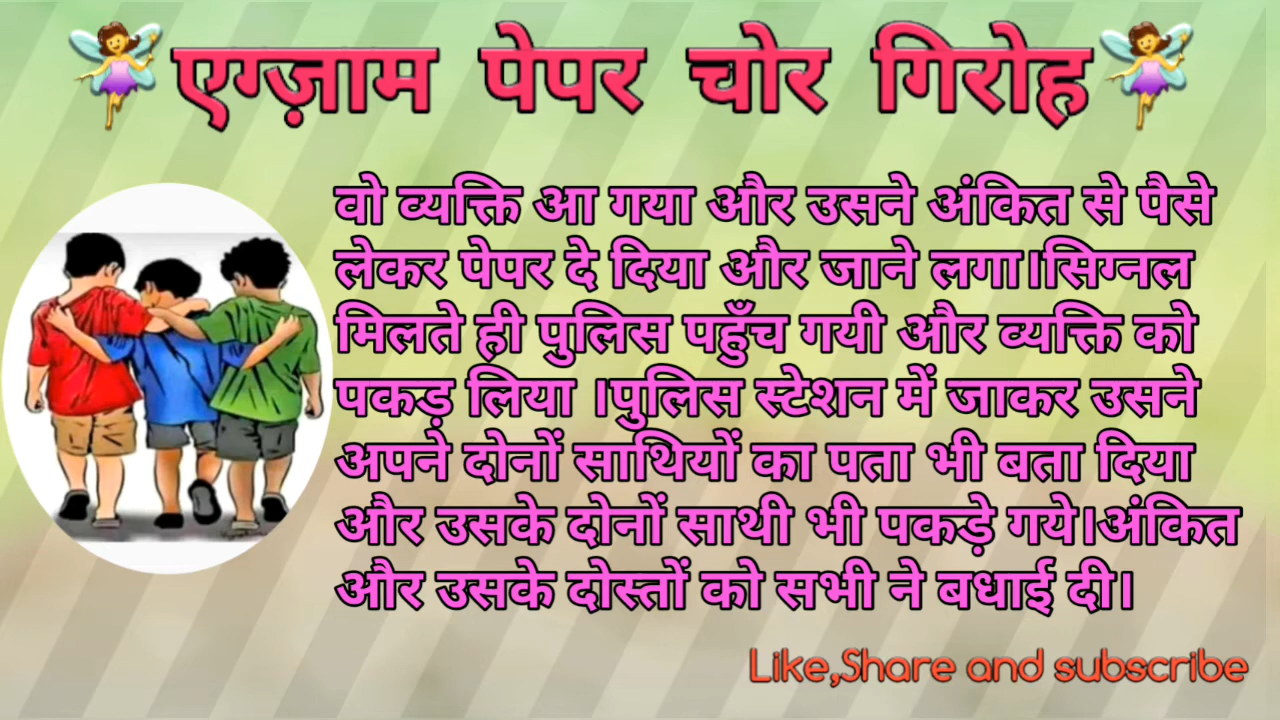 एग्ज़ाम पेपर चोर गिरोह
वो व्यक्ति आ गया और उसने अंकित से पैसे
लेकर पेपर दे दिया और जाने लगा।सिग्नल
मिलते ही पुलिस पहुँच गयी और व्यक्ति को
पकड़ लिया ।पुलिस स्टेशन में जाकर उसने
अपने दोनों साथियों का पता भी बता दिया
और उसके दोनों साथी भी पकड़े गये।अंकित
और उसके दोस्तों को सभी ने बधाई दी।
Like,Share and subscribe